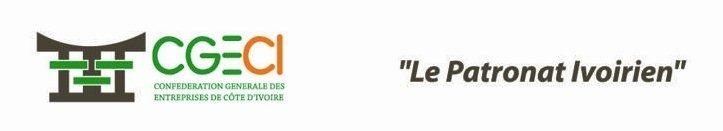 CGECI
CONFEDERATION GENERALE DES
ENTREPRISES DE CÔTE D'IVOIRE
"Le Patronat Ivoirien"